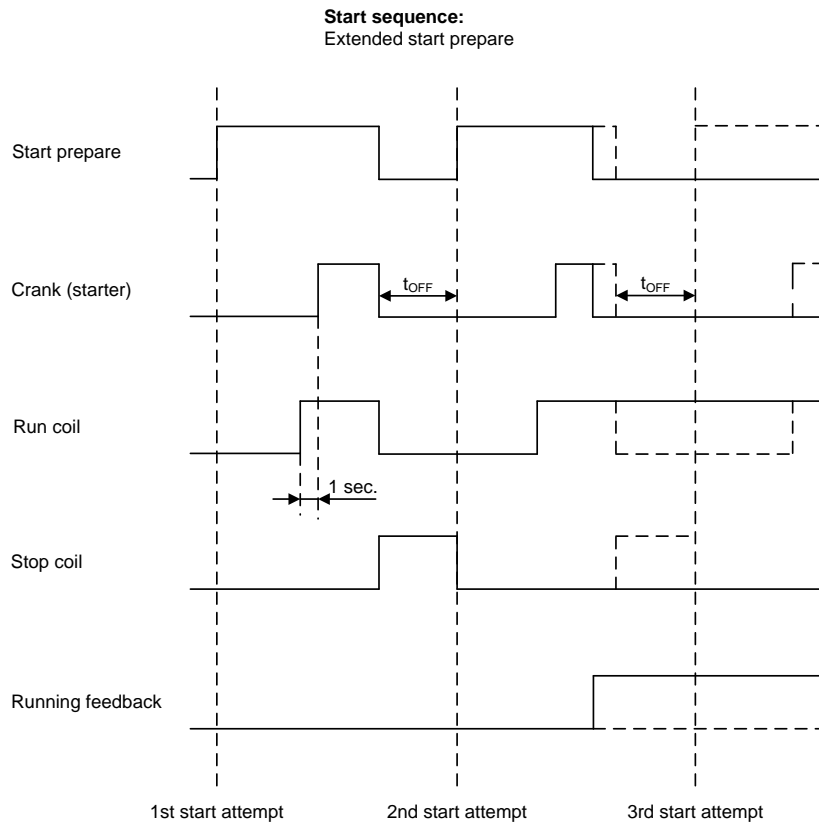 Start sequence:
Extended start prepare
Start prepare
Crank (starter)
tOFF
tOFF
Run coil
1 sec.
Stop coil
Running feedback
1st start attempt
2nd start attempt
3rd start attempt